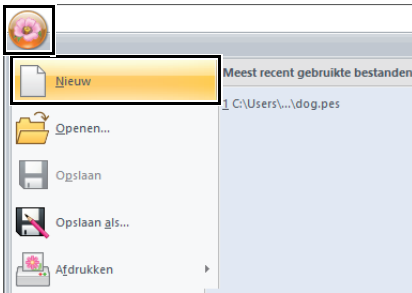 Nieuw
Openen...
Opslaan
Opslaan als...
Afdrukken
Meest recent gebruikte bestanden
1 C:\Users\...\dog.pes